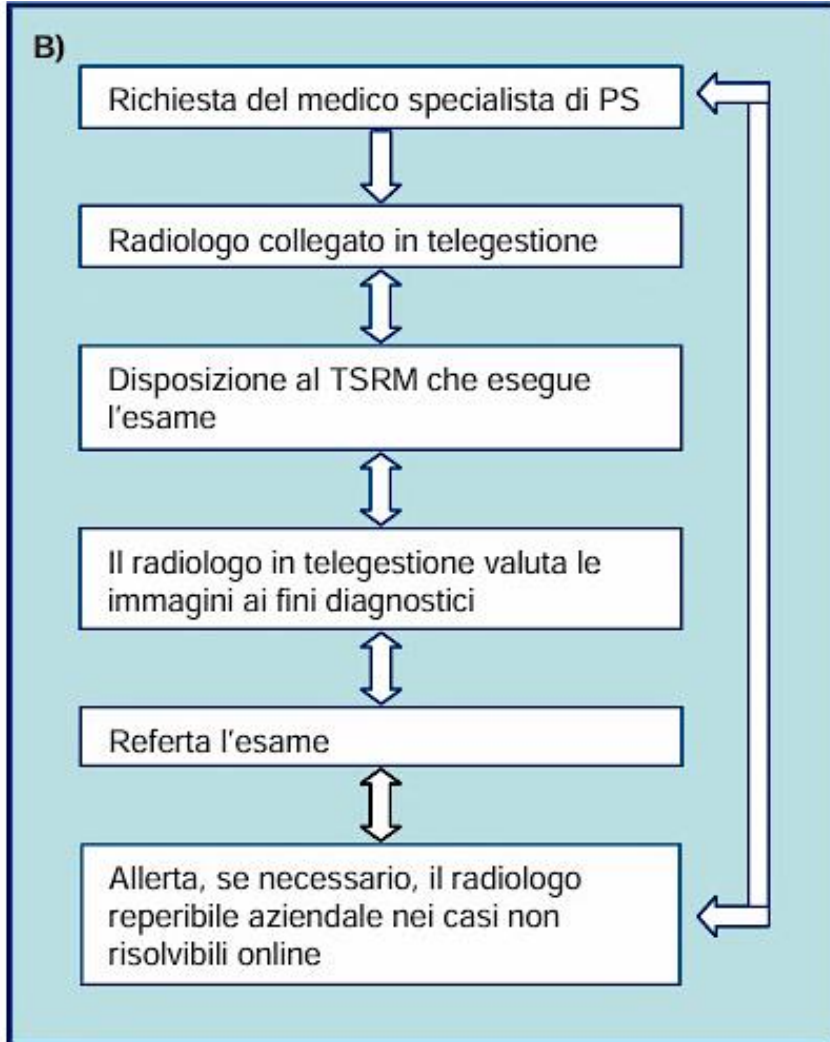 B)
Richiesta del medico specialista di PS
Radiologo collegato in telegestione
Disposizione al TSRM che esegue
l'esame
Il radiologo in telegestione valuta le
immagini ai fini diagnostici
Referta l'esame
Allerta, se necessario, il radiologo
reperibile aziendale nei casi non
risolvibili online